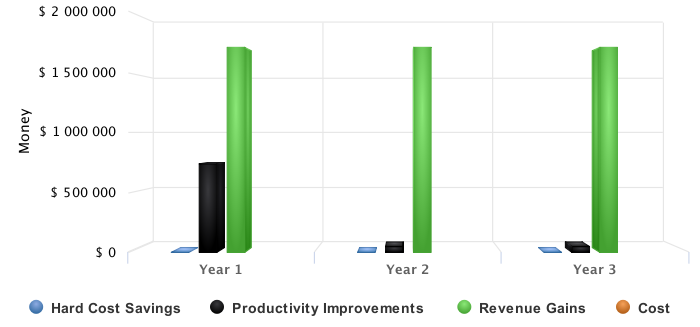 $ 2 000 000
$ 1 500 000
$ 1 000 000
$ 500 000
$ 0
Money
Year 1 Year 2 Year 3
Hard Cost Savings Productivity Improvements Revenue Gains Cost